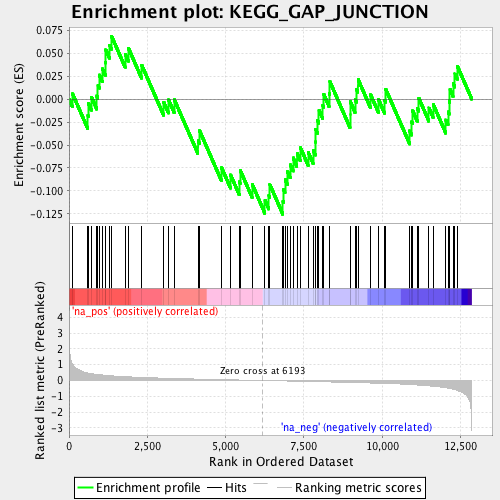 Enrichment plot: KEGG_GAP_JUNCTION
Enrichment score (ES)
0.075
0.050
0.025
0.000
-0.025
-0.050
-0.075
-0.100
-0.125
'na_pos' (positively correlated)
Ranked list metric (PreRanked)
4
3
2
1
0
-1
-2
-3
Zero cross at 6193
'na_neg' (negatively correlated)
0 2,500 5,000 7,500 10,000 12,500
Rank in Ordered Dataset
Enrichment profile Hits Ranking metric scores